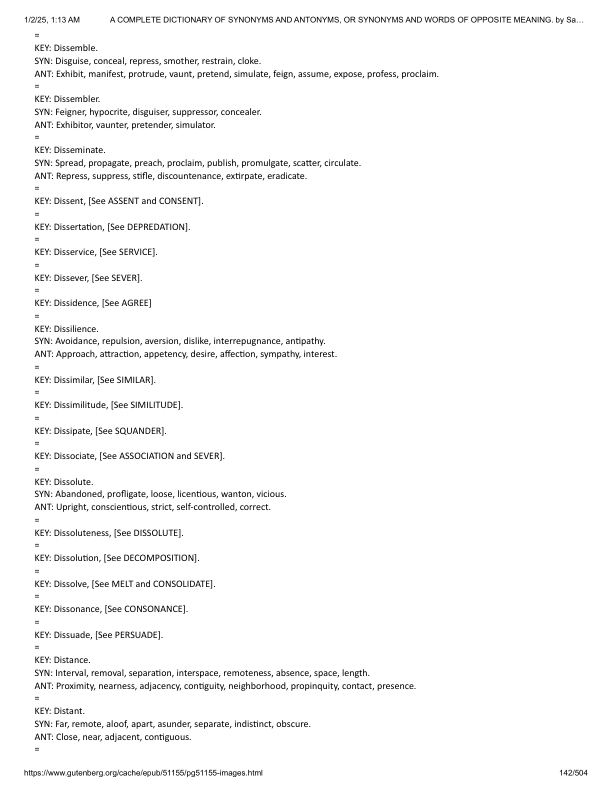 1/2/25, 1:13 AM A COMPLETE DICTIONARY OF SYNONYMS AND ANTONYMS, OR SYNONYMS AND WORDS OF OPPOSITE MEANING. by Sa…
=
KEY: Dissemble.
SYN: Disguise, conceal, repress, smother, restrain, cloke.
ANT: Exhibit, manifest, protrude, vaunt, pretend, simulate, feign, assume, expose, profess, proclaim.
=
KEY: Dissembler.
SYN: Feigner, hypocrite, disguiser, suppressor, concealer.
ANT: Exhibitor, vaunter, pretender, simulator.
=
KEY: Disseminate.
SYN: Spread, propagate, preach, proclaim, publish, promulgate, scatter, circulate.
ANT: Repress, suppress, stifle, discountenance, extirpate, eradicate.
=
KEY: Dissent, [See ASSENT and CONSENT].
=
KEY: Dissertation, [See DEPREDATION].
=
KEY: Disservice, [See SERVICE].
=
KEY: Dissever, [See SEVER].
=
KEY: Dissidence, [See AGREE]
=
KEY: Dissilience.
SYN: Avoidance, repulsion, aversion, dislike, interrepugnance, antipathy.
ANT: Approach, attraction, appetency, desire, affection, sympathy, interest.
=
KEY: Dissimilar, [See SIMILAR].
=
KEY: Dissimilitude, [See SIMILITUDE].
=
KEY: Dissipate, [See SQUANDER].
=
KEY: Dissociate, [See ASSOCIATION and SEVER].
=
KEY: Dissolute.
SYN: Abandoned, profligate, loose, licentious, wanton, vicious.
ANT: Upright, conscientious, strict, self-controlled, correct.
=
KEY: Dissoluteness, [See DISSOLUTE].
=
KEY: Dissolution, [See DECOMPOSITION].
=
KEY: Dissolve, [See MELT and CONSOLIDATE].
=
KEY: Dissonance, [See CONSONANCE].
=
KEY: Dissuade, [See PERSUADE].
=
KEY: Distance.
SYN: Interval, removal, separation, interspace, remoteness, absence, space, length.
ANT: Proximity, nearness, adjacency, contiguity, neighborhood, propinquity, contact, presence.
=
KEY: Distant.
SYN: Far, remote, aloof, apart, asunder, separate, indistinct, obscure.
ANT: Close, near, adjacent, contiguous.
=
https://www.gutenberg.org/cache/epub/51155/pg51155-images.html 142/504